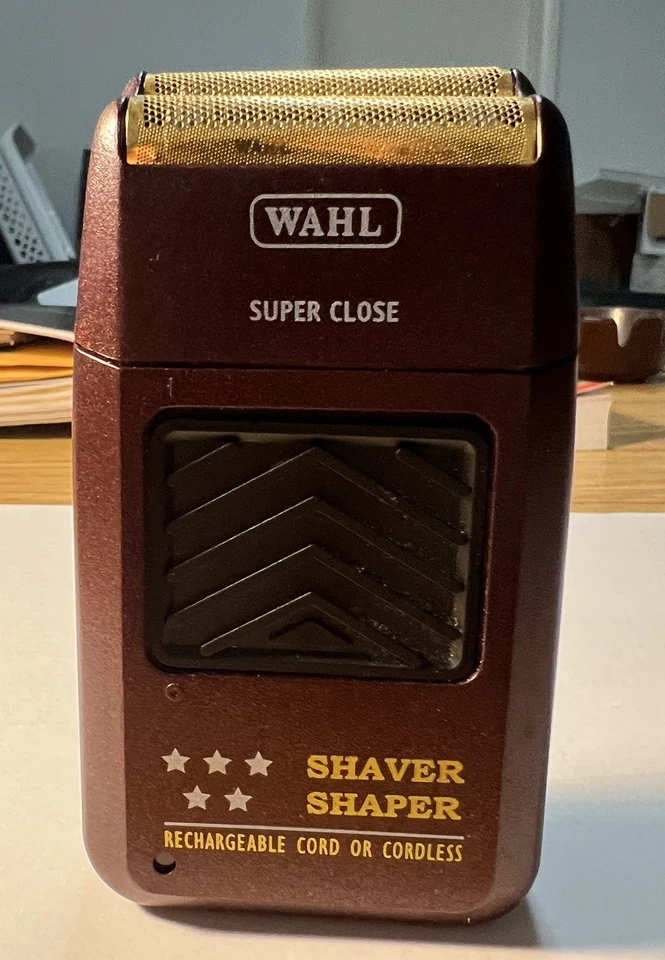 WAHL
SUPER CLOSE
SHAVER
SHAPER
RECHARGEABLE CORD OR CORDLESS